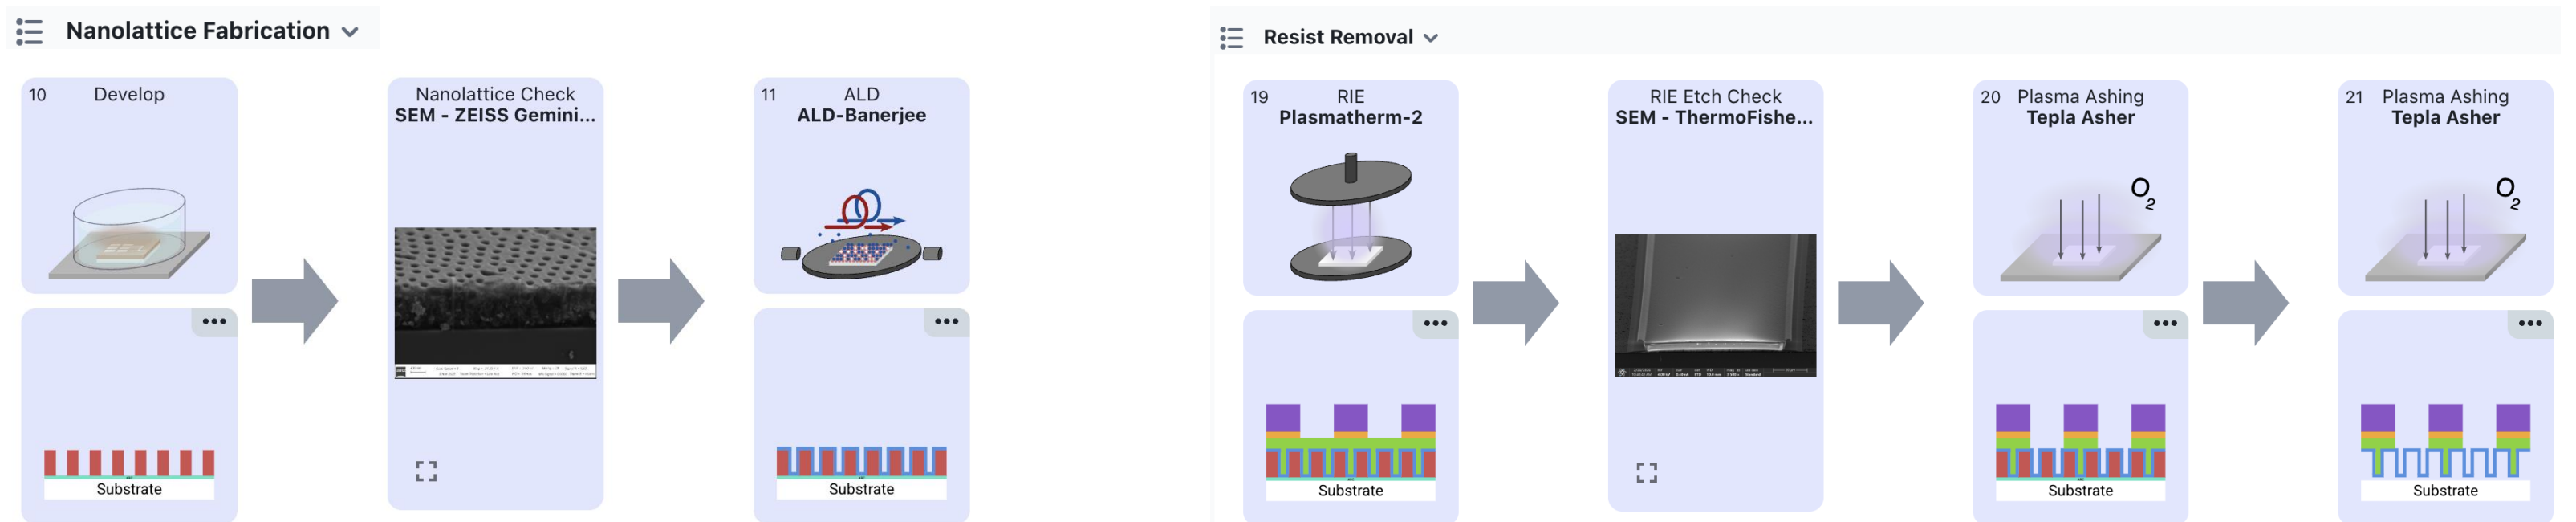 Nanolattice Fabrication
10 Develop
Nanolattice Check
SEM - ZEISS Gemini...
11 ALD
ALD-Banerjee
Substrate
Substrate
Resist Removal
19 RIE
Plasmatherm-2
RIE Etch Check
SEM - ThermoFishe...
20 Plasma Ashing
Tepla Asher
O2
21 Plasma Ashing
Tepla Asher
O2
Substrate
Substrate
Substrate